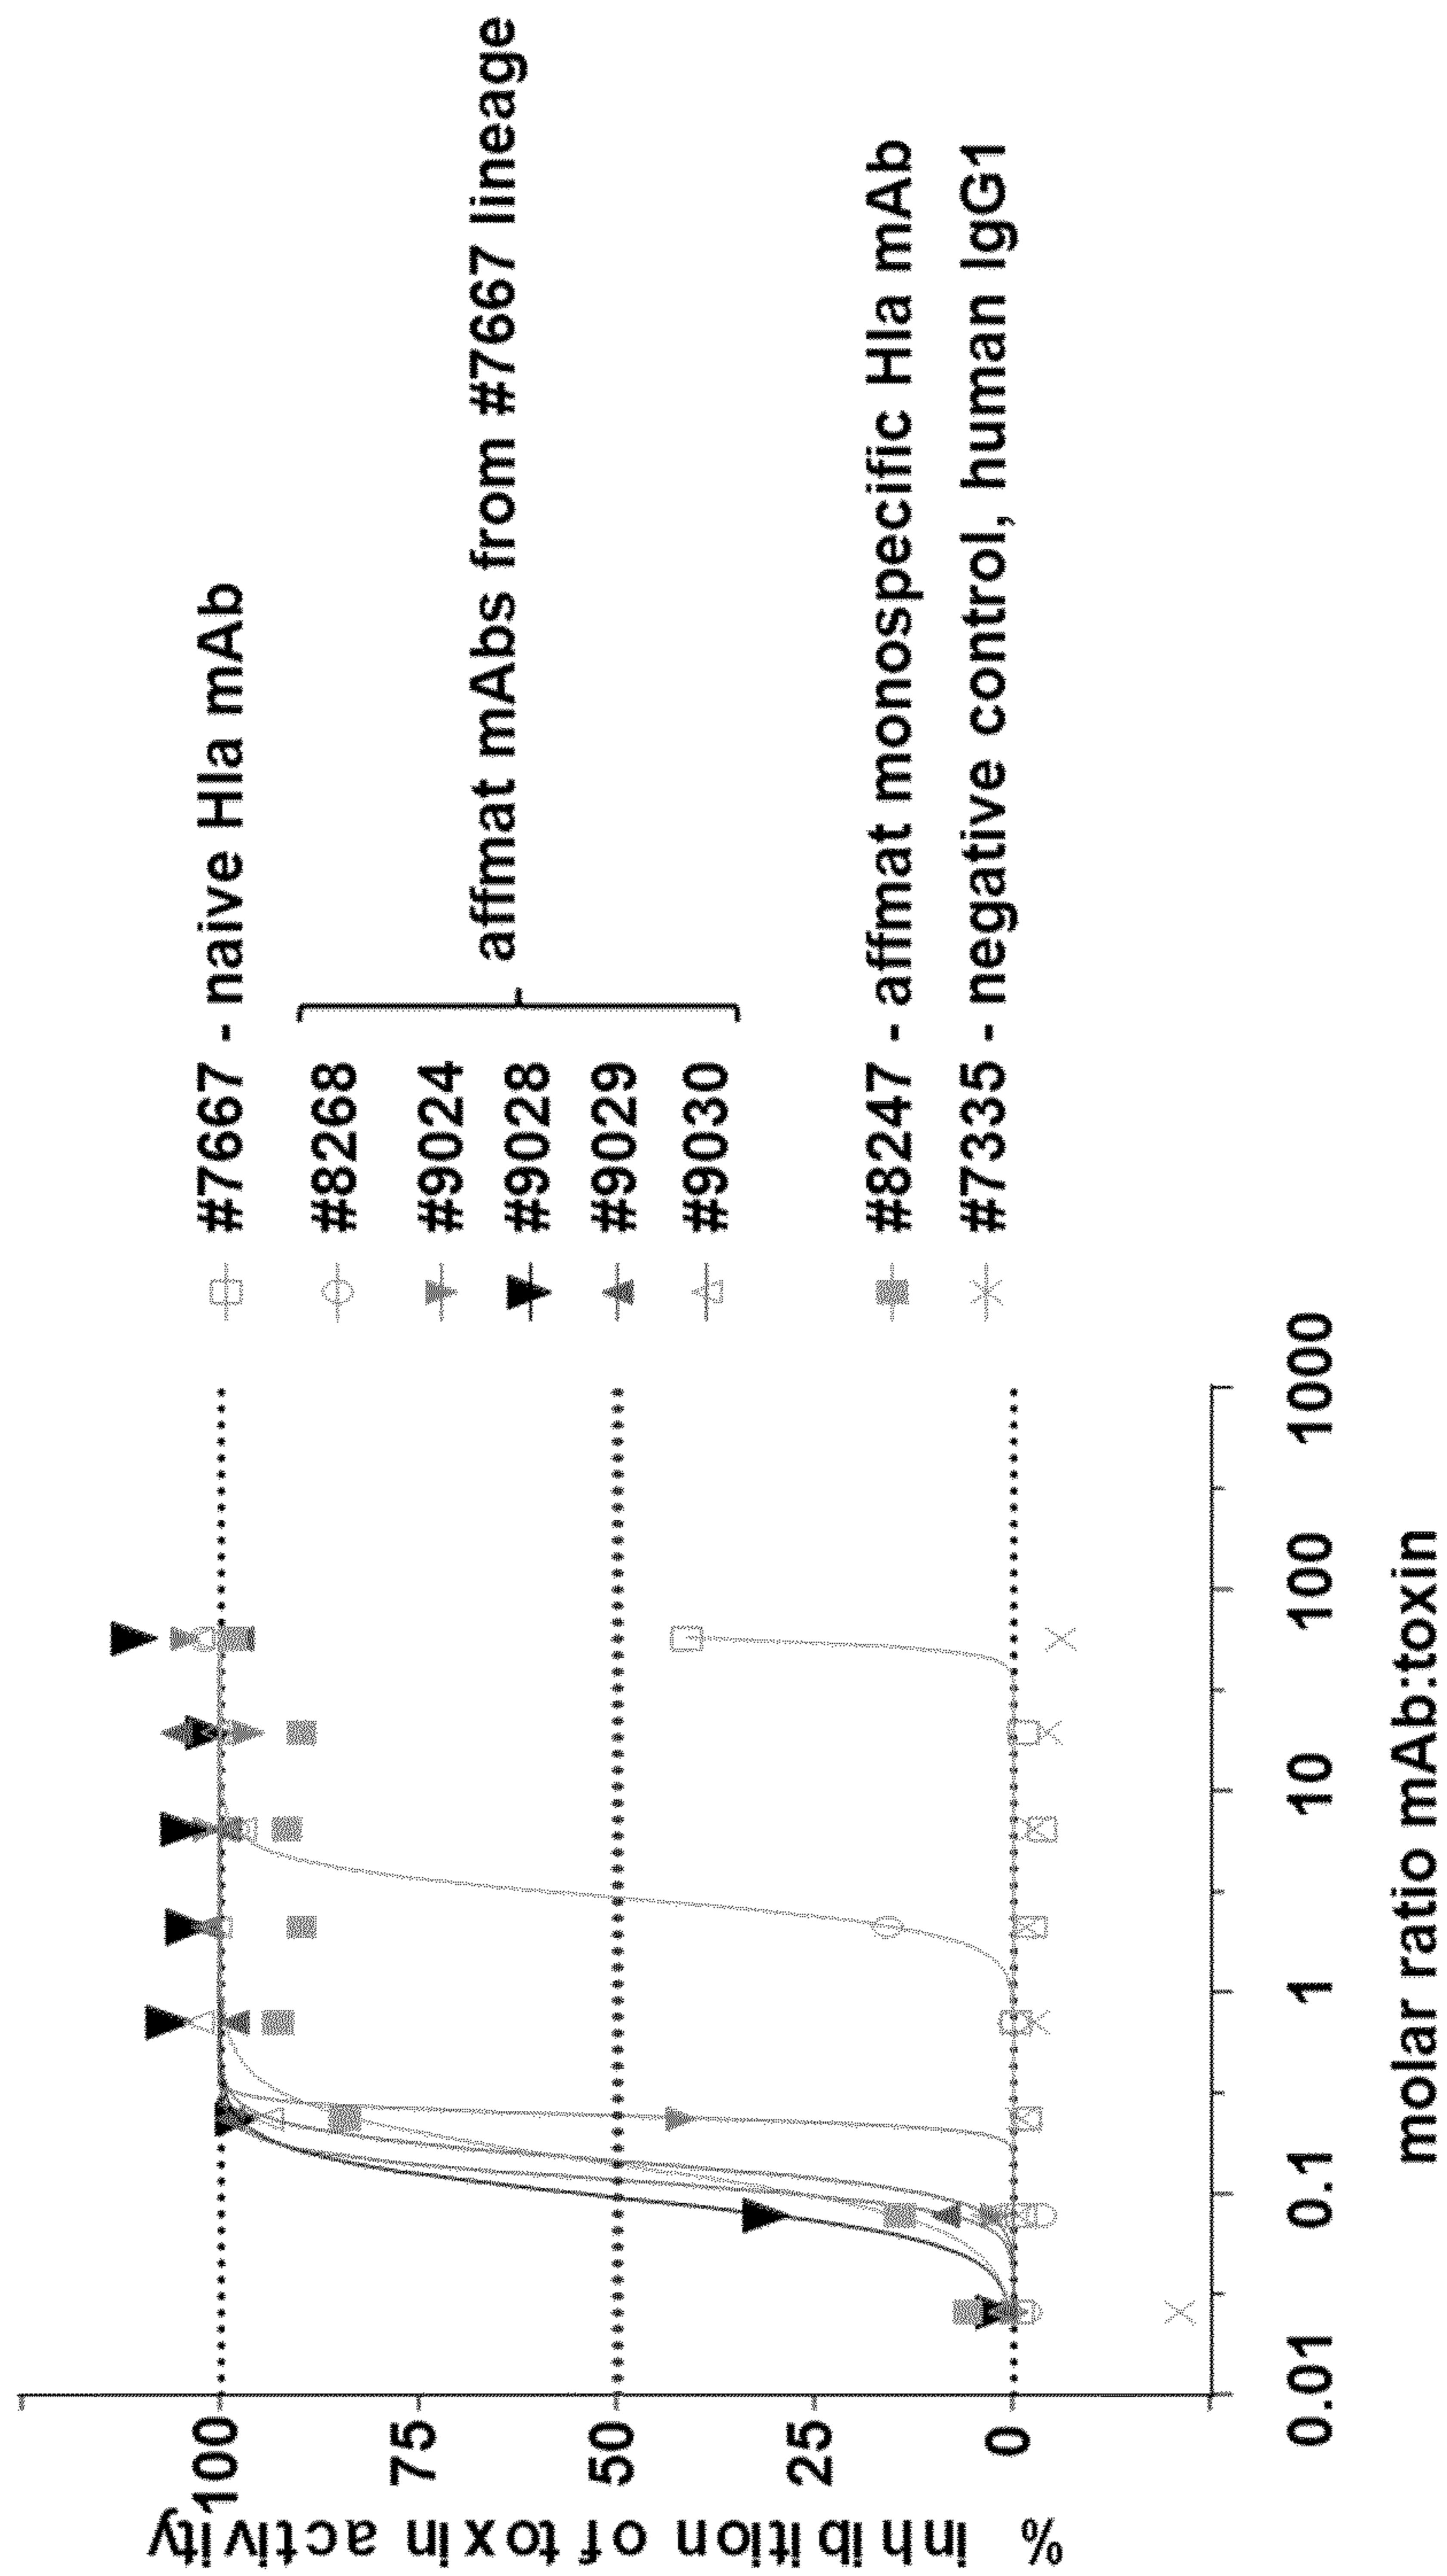 % inhibition of toxin activity
100
75
50
25
0
0.01 0.1 1 10 100 1000
molar ratio mAb:toxin
#7667 - naive Hla mAb
#8268
#9024
#9028
#9029
#9030
affmat mAbs from #7667 lineage
#8247 - affmat monospecific Hla mAb
#7335 - negative control, human IgG1